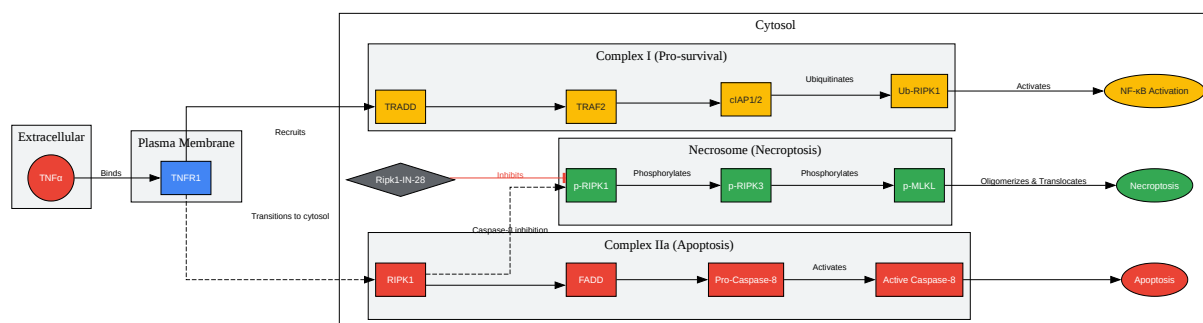 Cytosol
Complex I (Pro-survival)
TRADD
TRAF2
cIAP1/2
Ubiquitinates
Ub-RIPK1
Activates
NF-κB Activation
Extracellular
TNFα
Binds
Plasma Membrane
TNFR1
Recruits
Necrosome (Necroptosis)
Ripk1-IN-28
Inhibits
p-RIPK1
Phosphorylates
p-RIPK3
Phosphorylates
p-MLKL
Oligomerizes & Translocates
Necroptosis
Transitions to cytosol
Caspase-8 inhibition
Complex IIa (Apoptosis)
RIPK1
FADD
Pro-Caspase-8
Activates
Active Caspase-8
Apoptosis